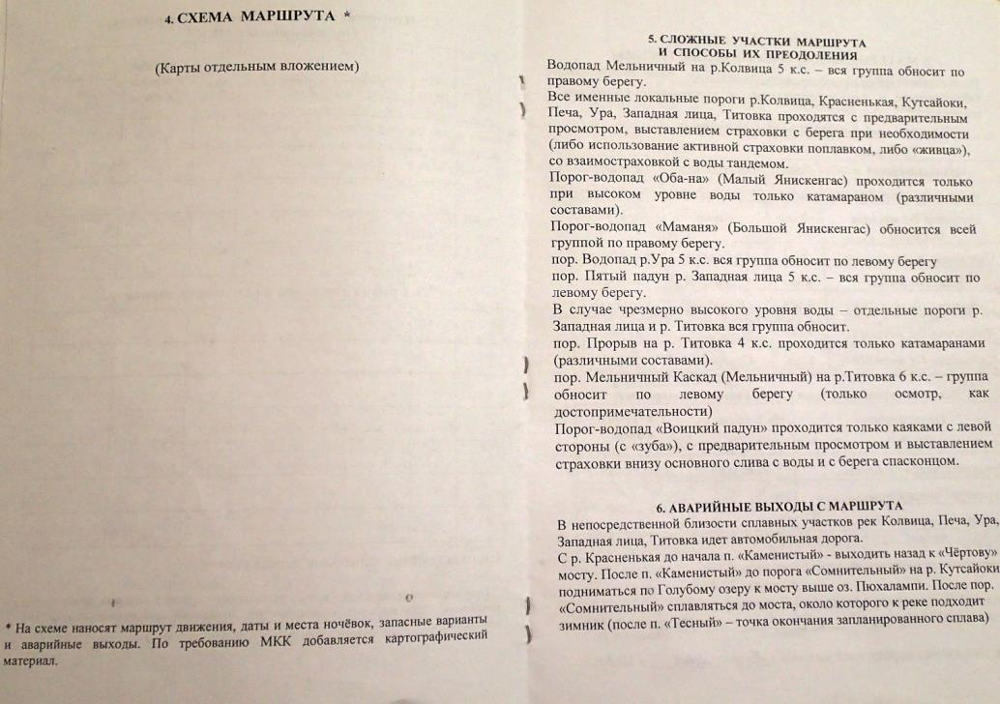 4. СХЕМА МАРШРУТА *
(Карты отдельным вложением)
* На схеме наносят маршрут движения, даты и места ночёвок, запасные варианты
и аварийные выходы. По требованию МКК добавляется картографический
материал.
5. СЛОЖНЫЕ УЧАСТКИ МАРШРУТА
И СПОСОБЫ ИХ ПРЕОДОЛЕНИЯ
Водопад Мельничный на р.Колвица 5 к.с. – вся группа обносит по
правому берегу.
Все именные локальные пороги р.Колвица, Красненькая, Кутсайоки,
Печа, Ура, Западная лица, Титовка проходятся с предварительным
просмотром, выставлением страховки с берега при необходимости
(либо использование активной страховки поплавком, либо «живца»),
со взаимостраховкой с воды тандемом.
Порог-водопад «Оба-на» (Малый Янискенгас) проходится только
при высоком уровне воды только катамараном (различными
составами).
Порог-водопад «Маманя» (Большой Янискенгас) обносится всей
группой по правому берегу.
пор. Водопад р.Ура 5 к.с. вся группа обносит по левому берегу
пор. Пятый падун р. Западная лица 5 к.с. – вся группа обносит по
левому берегу.
В случае чрезмерно высокого уровня воды – отдельные пороги р.
Западная лица и р. Титовка вся группа обносит.
пор. Прорыв на р. Титовка 4 к.с. проходится только катамаранами
(различными составами).
пор. Мельничный Каскад (Мельничный) на р.Титовка 6 к.с. – группа
обносит по левому берегу (только осмотр, как
достопримечательности)
Порог-водопад «Воицкий падун» проходится только каяками с левой
стороны (с «зуба»), с предварительным просмотром и выставлением
страховки внизу основного слива с воды и с берега спасконцом.
6. АВАРИЙНЫЕ ВЫХОДЫ С МАРШРУТА
В непосредственной близости сплавных участков рек Колвица, Печа, Ура,
Западная лица, Титовка идет автомобильная дорога.
С р. Красненькая до начала п. «Каменистый» - выходить назад к «Чёртову»
мосту. После п. «Каменистый» до порога «Сомнительный» на р. Кутсайоки
подниматься по Голубому озеру к мосту выше оз. Пюхалампи. После пор.
«Сомнительный» сплавляться до моста, около которого к реке подходит
зимник (после п. «Тесный» – точка окончания запланированного сплава)